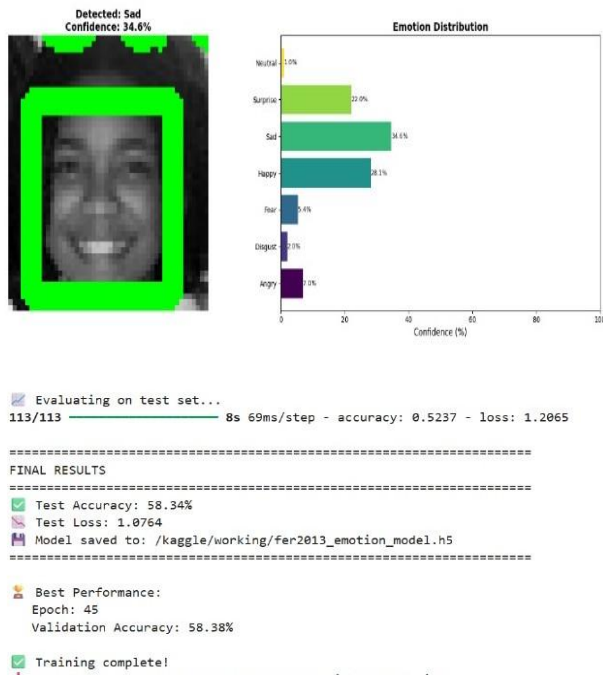 Detected: Sad
Confidence: 34.6%
Emotion Distribution
Neutral
1.0%
Surprise
22.0%
Sad
34.6%
Happy
28.1%
Fear
5.4%
Disgust
2.0%
Angry
7.0%
0 20 40 60 80 100
Confidence (%)
Evaluating on test set...
113/113 8s 69ms/step - accuracy: 0.5237 - loss: 1.2065
======================================================================
FINAL RESULTS
======================================================================
✅ Test Accuracy: 58.34%
📉 Test Loss: 1.0764
💾 Model saved to: /kaggle/working/fer2013_emotion_model.h5
======================================================================
Best Performance:
Epoch: 45
Validation Accuracy: 58.38%
✅ Training complete!